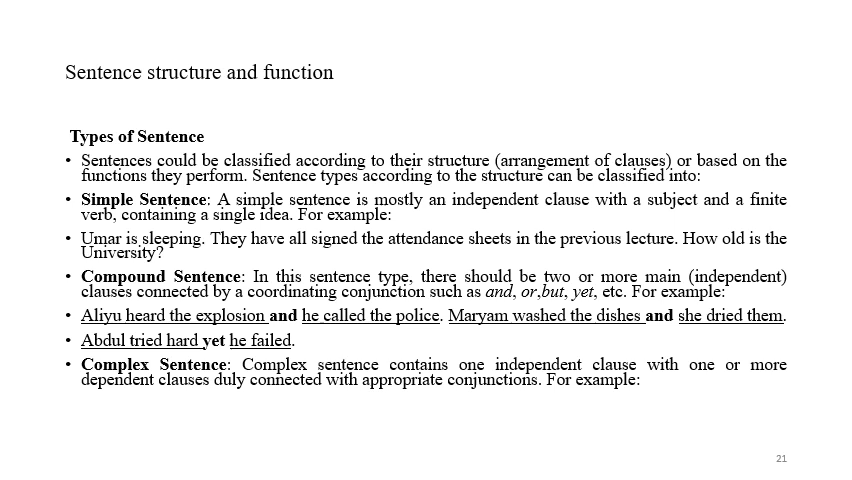 Sentence structure and function
Types of Sentence
• Sentences could be classified according to their structure (arrangement of clauses) or based on the
functions they perform. Sentence types according to the structure can be classified into:
• Simple Sentence: A simple sentence is mostly an independent clause with a subject and a finite
verb, containing a single idea. For example:
• Umar is sleeping. They have all signed the attendance sheets in the previous lecture. How old is the
University?
• Compound Sentence: In this sentence type, there should be two or more main (independent)
clauses connected by a coordinating conjunction such as and, or,but, yet, etc. For example:
• Aliyu heard the explosion and he called the police. Maryam washed the dishes and she dried them.
• Abdul tried hard yet he failed.
• Complex Sentence: Complex sentence contains one independent clause with one or more
dependent clauses duly connected with appropriate conjunctions. For example:
21